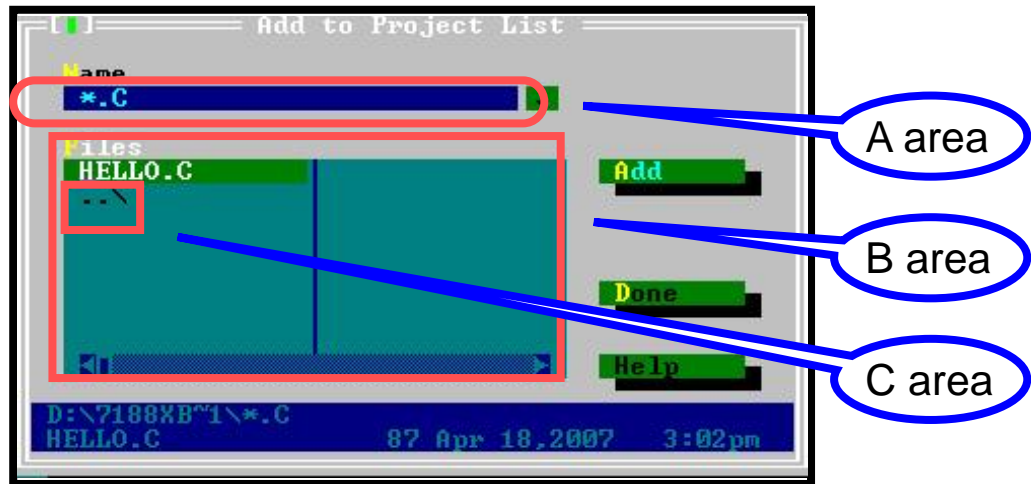 Add to Project List
Name
*.C
A area
Files
HELLO.C
Add
..\
B area
Done
Help
C area
D:\7188XB~1\*.C
HELLO.C 87 Apr 18,2007 3:02pm